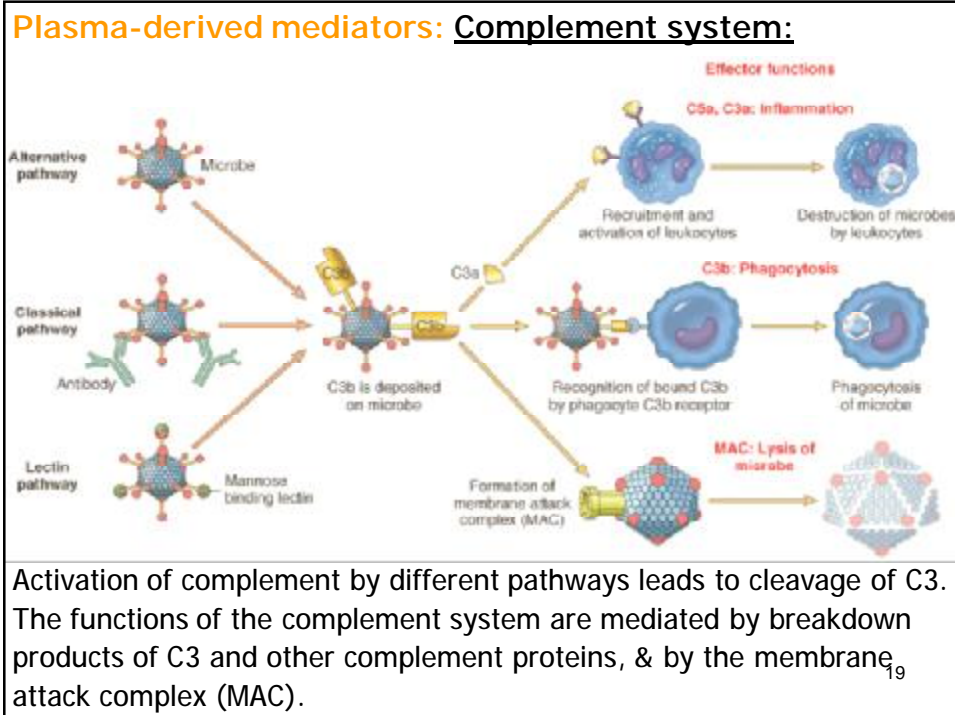 Plasma-derived mediators: Complement system:
Effector functions
C5a, C3a: Inflammation
Alternative
pathway
Microbe
Recruitment and
activation of leukocytes
Destruction of microbes
by leukocytes
C3b
C3a
C3b: Phagocytosis
Classical
pathway
C3b
Antibody
C3b is deposited
on microbe
Recognition of bound C3b
by phagocyte C3b receptor
Phagocytosis
of microbe
Lectin
pathway
Mannose
binding lectin
Formation of
membrane attack
complex (MAC)
MAC: Lysis of
microbe
Activation of complement by different pathways leads to cleavage of C3.
The functions of the complement system are mediated by breakdown
products of C3 and other complement proteins, & by the membrane
attack complex (MAC).
19